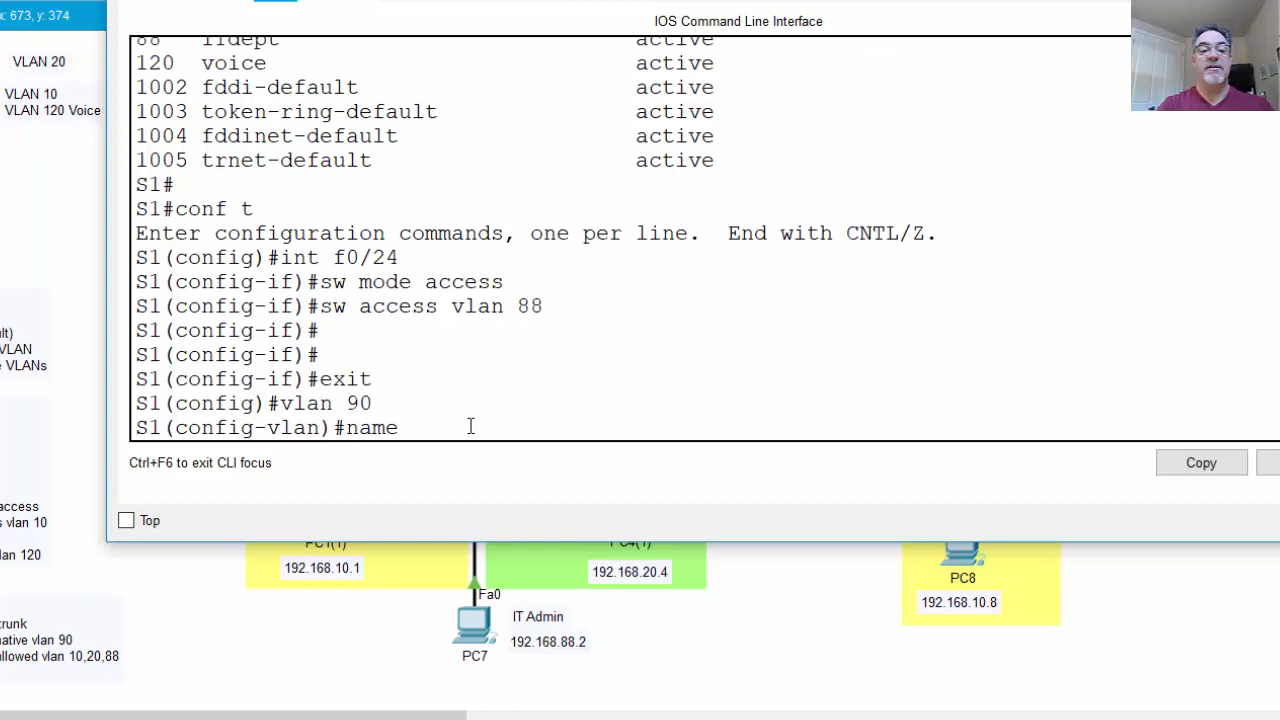 x: 673, y: 374
IOS Command Line Interface
VLAN 20
VLAN 10
VLAN 120 Voice
88 active
120 voice active
1002 fddi-default active
1003 token-ring-default active
1004 fddinet-default active
1005 trnet-default active
S1#
S1#conf t
Enter configuration commands, one per line. End with CNTL/Z.
S1(config)#int f0/24
S1(config-if)#sw mode access
S1(config-if)#sw access vlan 88
S1(config-if)#
S1(config-if)#
S1(config-if)#exit
S1(config)#vlan 90
S1(config-vlan)#name
lt)
VLAN
e VLANs
Ctrl+F6 to exit CLI focus
Copy
Top
access
s vlan 10
lan 120
PC1(1)
192.168.10.1
PC4(1)
192.168.20.4
PC8
192.168.10.8
Fa0
IT Admin
192.168.88.2
PC7
trunk
native vlan 90
allowed vlan 10,20,88